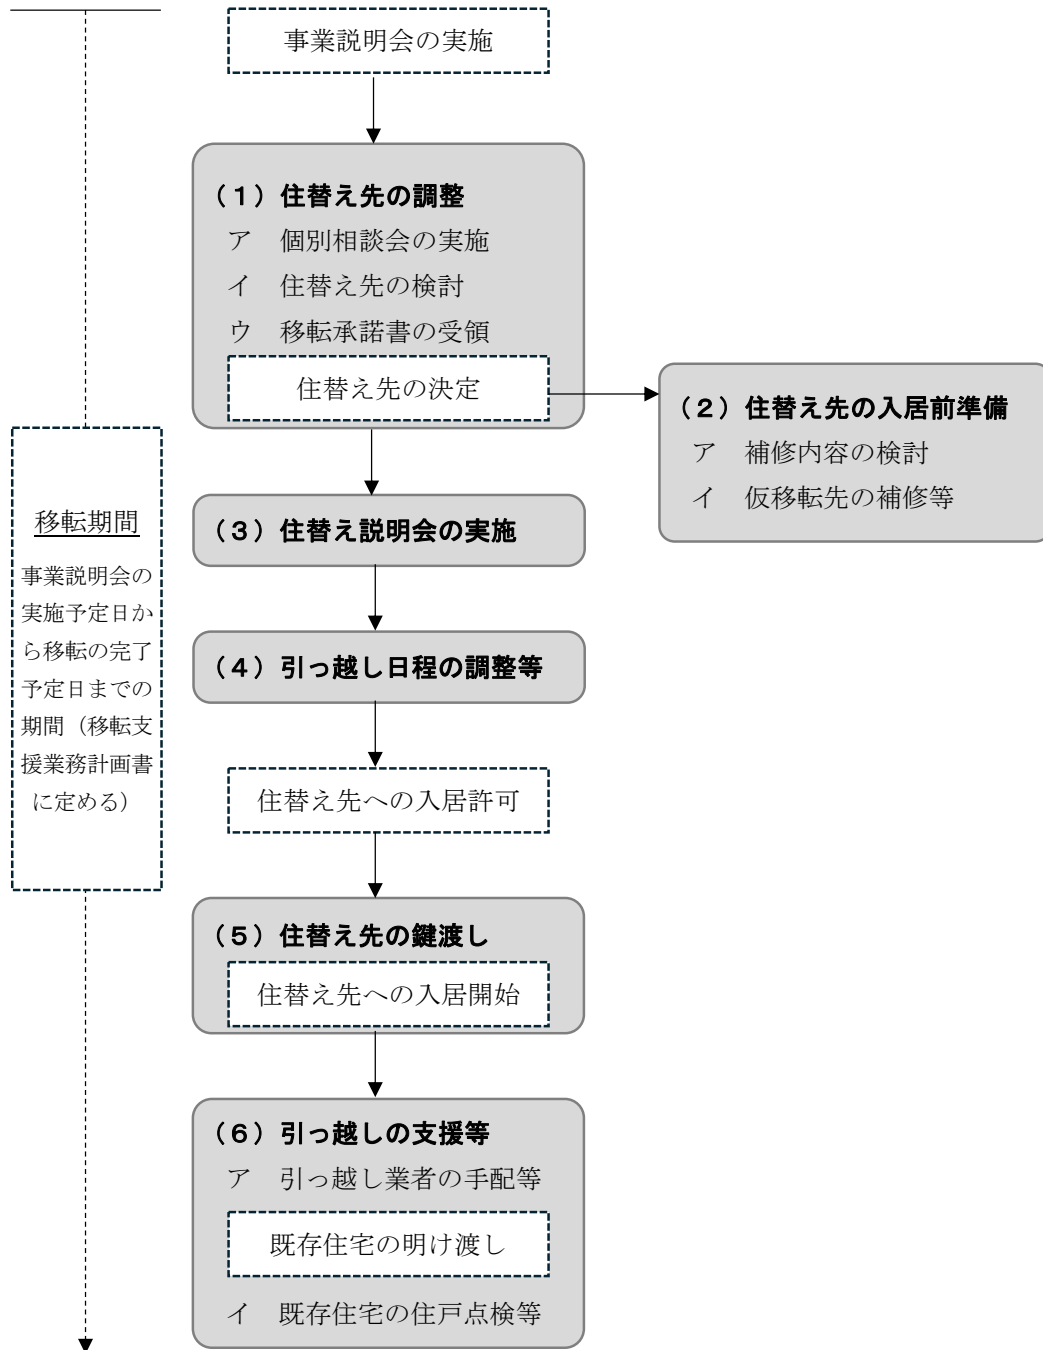 事業説明会の実施
（１）住替え先の調整
ア　個別相談会の実施
イ　住替え先の検討
ウ　移転承諾書の受領
住替え先の決定
（２）住替え先の入居前準備
ア　補修内容の検討
イ　仮移転先の補修等
移転期間
事業説明会の
実施予定日か
ら移転の完了
予定日までの
期間（移転支
援業務計画書
に定める）
（３）住替え説明会の実施
（４）引っ越し日程の調整等
住替え先への入居許可
（５）住替え先の鍵渡し
住替え先への入居開始
（６）引っ越しの支援等
ア　引っ越し業者の手配等
既存住宅の明け渡し
イ　既存住宅の住戸点検等